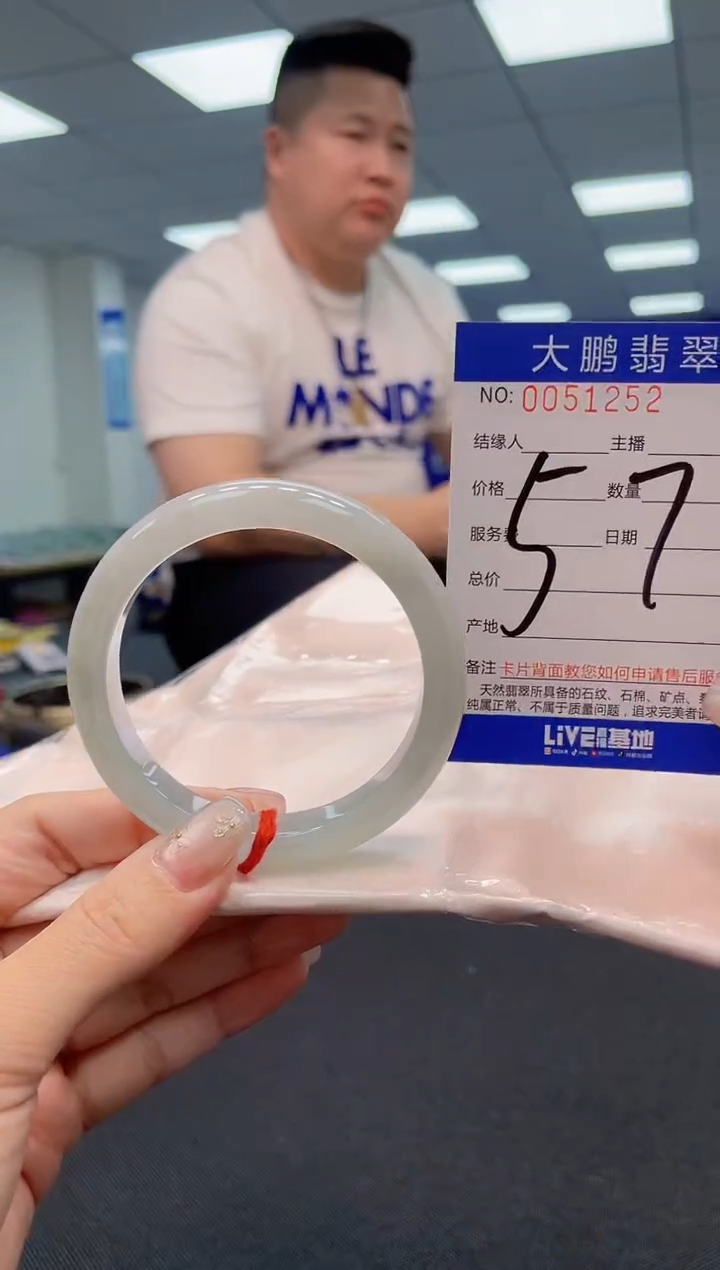 LE
MONDE
大鹏翡翠
NO: 0051252
结缘人 主播
价格 数量
服务费 日期
57
总价
产地
备注 卡片背面教您如何申请售后服
天然翡翠所具备的石纹、石棉、矿点、
纯属正常、不属于质量问题，追求完美者
LiVE 基地